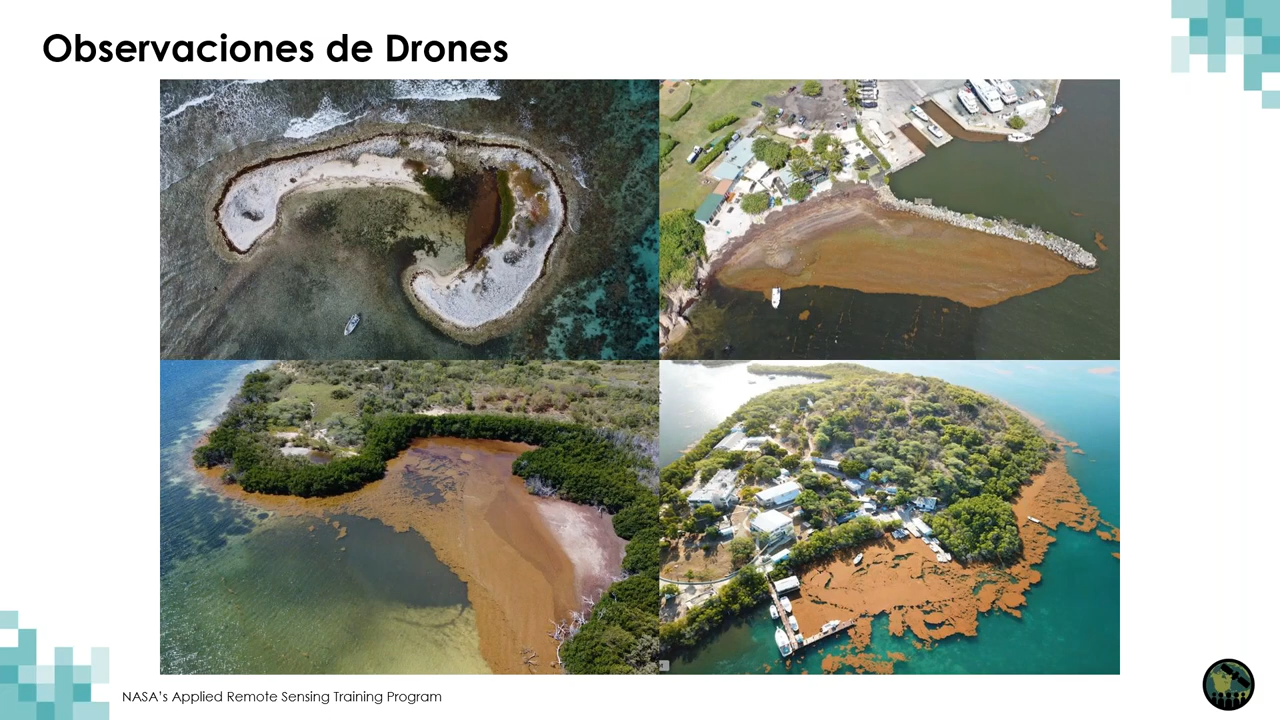 Observaciones de Drones
NASA's Applied Remote Sensing Training Program